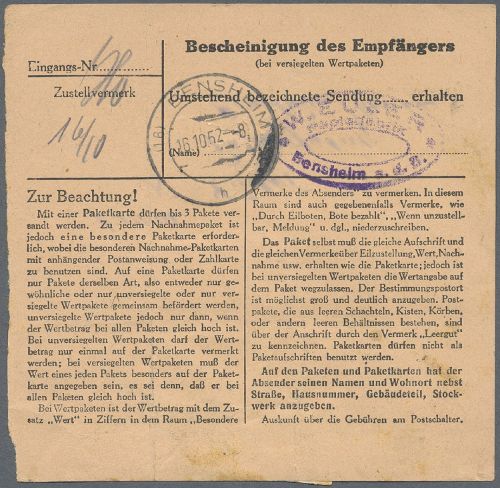 Bescheinigung des Empfängers
(bei versiegelten Wertpaketen)
Eingangs-Nr.
Zustellvermerk
16/10
Umstehend bezeichnete Sendung ..... erhalten
BENSHEIM
16.10.52.-8
(Name)
Bensheim a. d. B.
Zur Beachtung!
Mit einer Paketkarte dürfen bis 3 Pakete ver-
sandt werden. Zu jedem Nachnahmepaket ist
jedoch eine besondere Paketkarte erforder-
lich, wobei die besonderen Nachnahme-Paketkarten
mit anhängender Postanweisung oder Zahlkarte
zu benutzen sind. Auf eine Paketkarte dürfen
nur Pakete derselben Art, also entweder nur ge-
wöhnliche oder nur „unversiegelte oder nur ver-
siegelte Wertpakete gemeinsam befördert werden,
unversiegelte Wertpakete jedoch nur dann, wenn
der Wertbetrag bei allen Paketen gleich hoch ist.
Bei unversiegelten Wertpaketen darf der Wert-
betrag nur einmal auf der Paketkarte vermerkt
werden; bei versiegelten Wertpaketen muß der
Wert eines jeden Pakets besonders auf der Paket-
karte angegeben sein, es sei denn, daß er bei
allen Paketen gleich hoch ist.
Bei Wertpaketen ist der Wertbetrag mit dem Zu-
satz „Wert" in Ziffern in dem Raum „Besondere
Vermerke des Absenders" zu vermerken. In diesem
Raum sind auch gegebenenfalls Vermerke, wie
„Durch Eilboten, Bote bezahlt", „Wenn unzustell-
bar, Meldung" u. dgl., niederzuschreiben.
Das Paket selbst muß die gleiche Aufschrift und
die gleichen Vermerke über Eilzustellung, Wert, Nach-
nahme usw. erhalten wie die Paketkarte; jedoch ist
bei unversiegelten Wertpaketen die Wertangabe auf
dem Paket wegzulassen. Der Bestimmungsort ist
möglichst groß und deutlich anzugeben. Post-
pakete, die aus leeren Schachteln, Kisten, Körben,
oder andern leeren Behältnissen bestehen, sind
über der Anschrift durch den Vermerk „Leergut"
zu kennzeichnen. Paketkarten dürfen nicht als
Paketaufschriften benutzt werden.
Auf den Paketen und Paketkarten hat der
Absender seinen Namen und Wohnort nebst
Straße, Hausnummer, Gebäudeteil, Stock-
werk anzugeben.
Auskunft über die Gebühren am Postschalter.